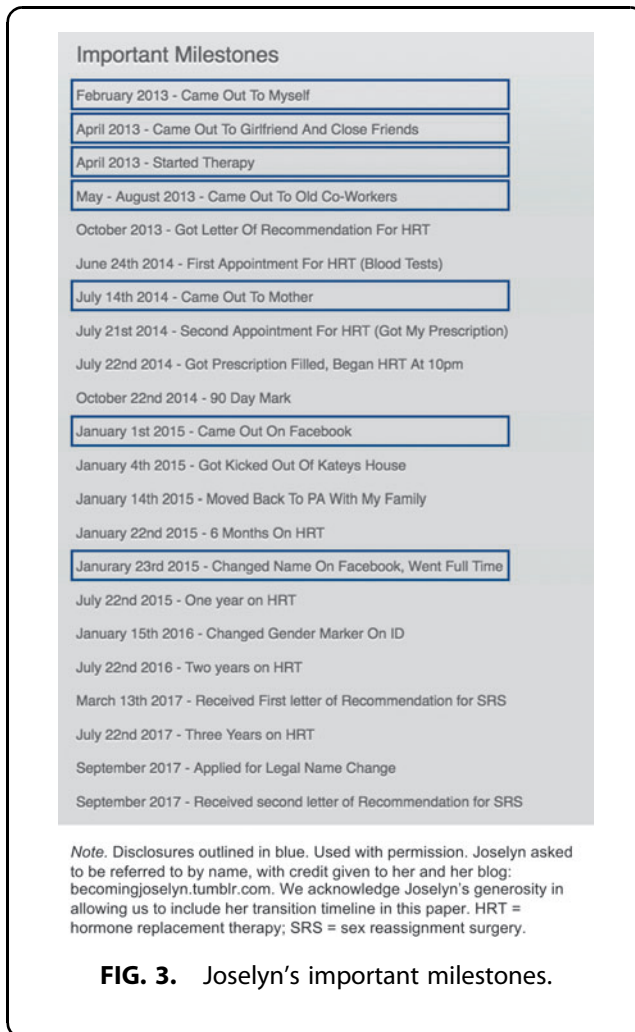 Important Milestones
February 2013 - Came Out To Myself
April 2013 - Came Out To Girlfriend And Close Friends
April 2013 - Started Therapy
May - August 2013 - Came Out To Old Co-Workers
October 2013 - Got Letter Of Recommendation For HRT
June 24th 2014 - First Appointment For HRT (Blood Tests)
July 14th 2014 - Came Out To Mother
July 21st 2014 - Second Appointment For HRT (Got My Prescription)
July 22nd 2014 - Got Prescription Filled, Began HRT At 10pm
October 22nd 2014 - 90 Day Mark
January 1st 2015 - Came Out On Facebook
January 4th 2015 - Got Kicked Out Of Kateys House
January 14th 2015 - Moved Back To PA With My Family
January 22nd 2015 - 6 Months On HRT
Janurary 23rd 2015 - Changed Name On Facebook, Went Full Time
July 22nd 2015 - One year on HRT
January 15th 2016 - Changed Gender Marker On ID
July 22nd 2016 - Two years on HRT
March 13th 2017 - Received First letter of Recommendation for SRS
July 22nd 2017 - Three Years on HRT
September 2017 - Applied for Legal Name Change
September 2017 - Received second letter of Recommendation for SRS
Note. Disclosures outlined in blue. Used with permission. Joselyn asked
to be referred to by name, with credit given to her and her blog:
becomingjoselyn.tumblr.com. We acknowledge Joselyn's generosity in
allowing us to include her transition timeline in this paper. HRT =
hormone replacement therapy; SRS = sex reassignment surgery.
FIG. 3. Joselyn's important milestones.